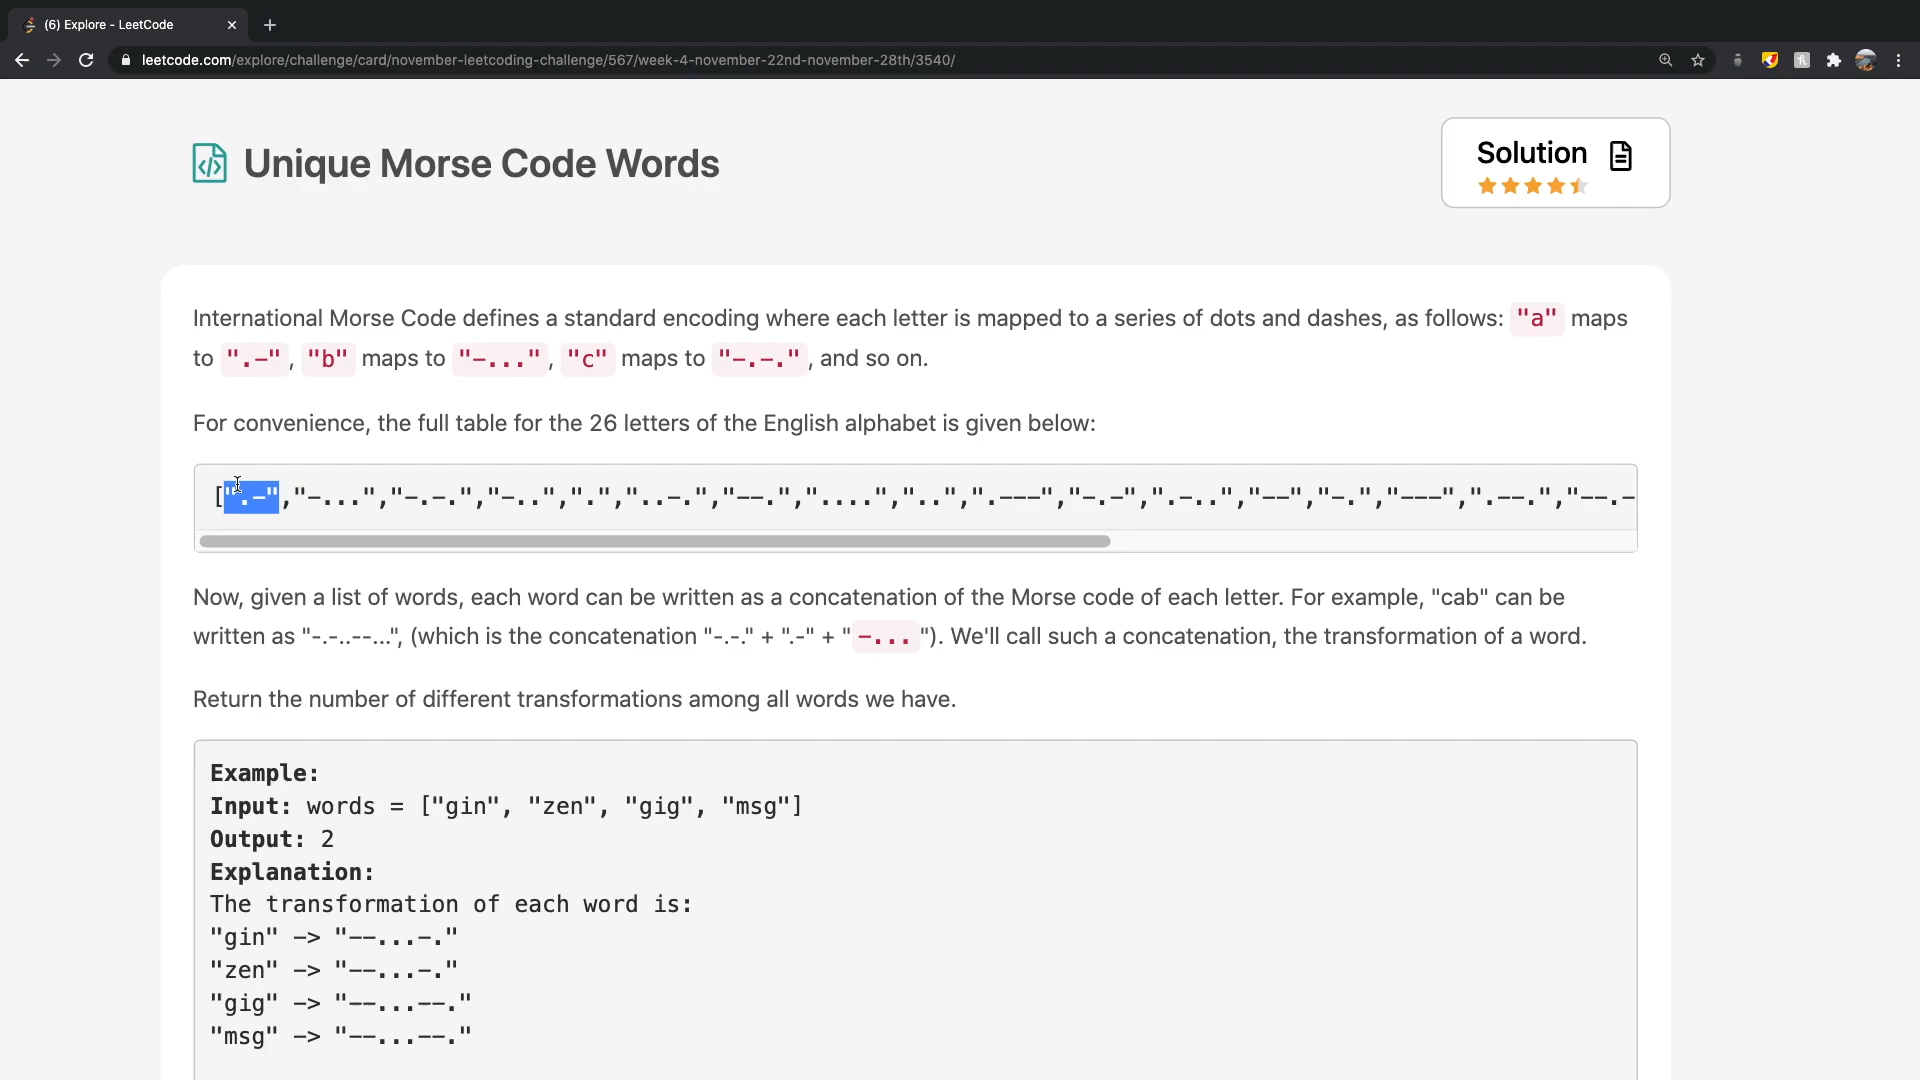 (6) Explore - LeetCode
leetcode.com/explore/challenge/card/november-leetcoding-challenge/567/week-4-november-22nd-november-28th/3540/
Unique Morse Code Words
Solution
International Morse Code defines a standard encoding where each letter is mapped to a series of dots and dashes, as follows: "a" maps
to ".-", "b" maps to "-...", "c" maps to "-.-.", and so on.
For convenience, the full table for the 26 letters of the English alphabet is given below:
[".-","-...","-.-.","-..",".","..-.","--.","....","..",".---","-.-",".-..","--","-.","---",".--.","--.-
Now, given a list of words, each word can be written as a concatenation of the Morse code of each letter. For example, "cab" can be
written as "-.-..--...", (which is the concatenation "-.-." + ".-" + "-..."). We'll call such a concatenation, the transformation of a word.
Return the number of different transformations among all words we have.
Example:
Input: words = ["gin", "zen", "gig", "msg"]
Output: 2
Explanation:
The transformation of each word is:
"gin" -> "--...-."
"zen" -> "--...-."
"gig" -> "--...--."
"msg" -> "--...--."